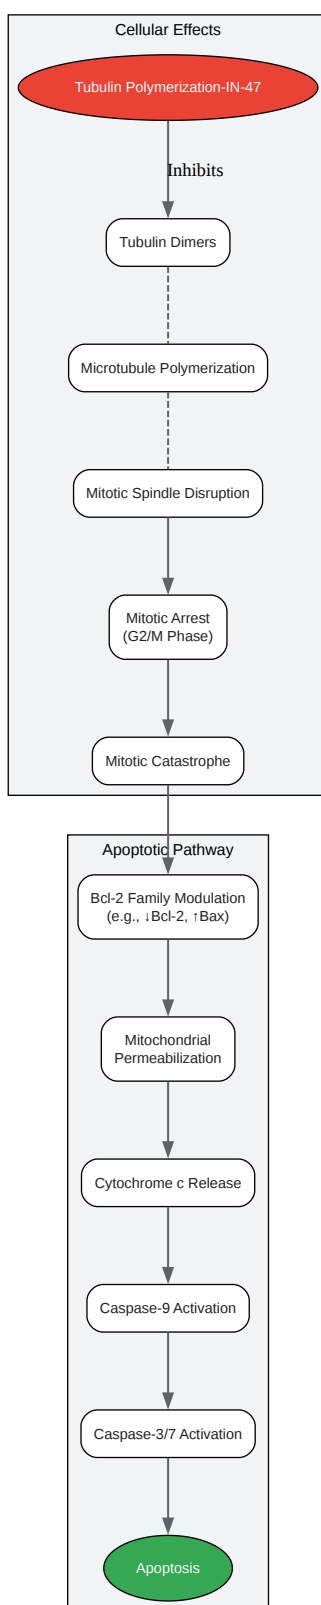 Cellular Effects
Tubulin Polymerization-IN-47
Inhibits
Tubulin Dimers
Microtubule Polymerization
Mitotic Spindle Disruption
Mitotic Arrest
(G2/M Phase)
Mitotic Catastrophe
Apoptotic Pathway
Bcl-2 Family Modulation
(e.g., ↓Bcl-2, ↑Bax)
Mitochondrial
Permeabilization
Cytochrome c Release
Caspase-9 Activation
Caspase-3/7 Activation
Apoptosis